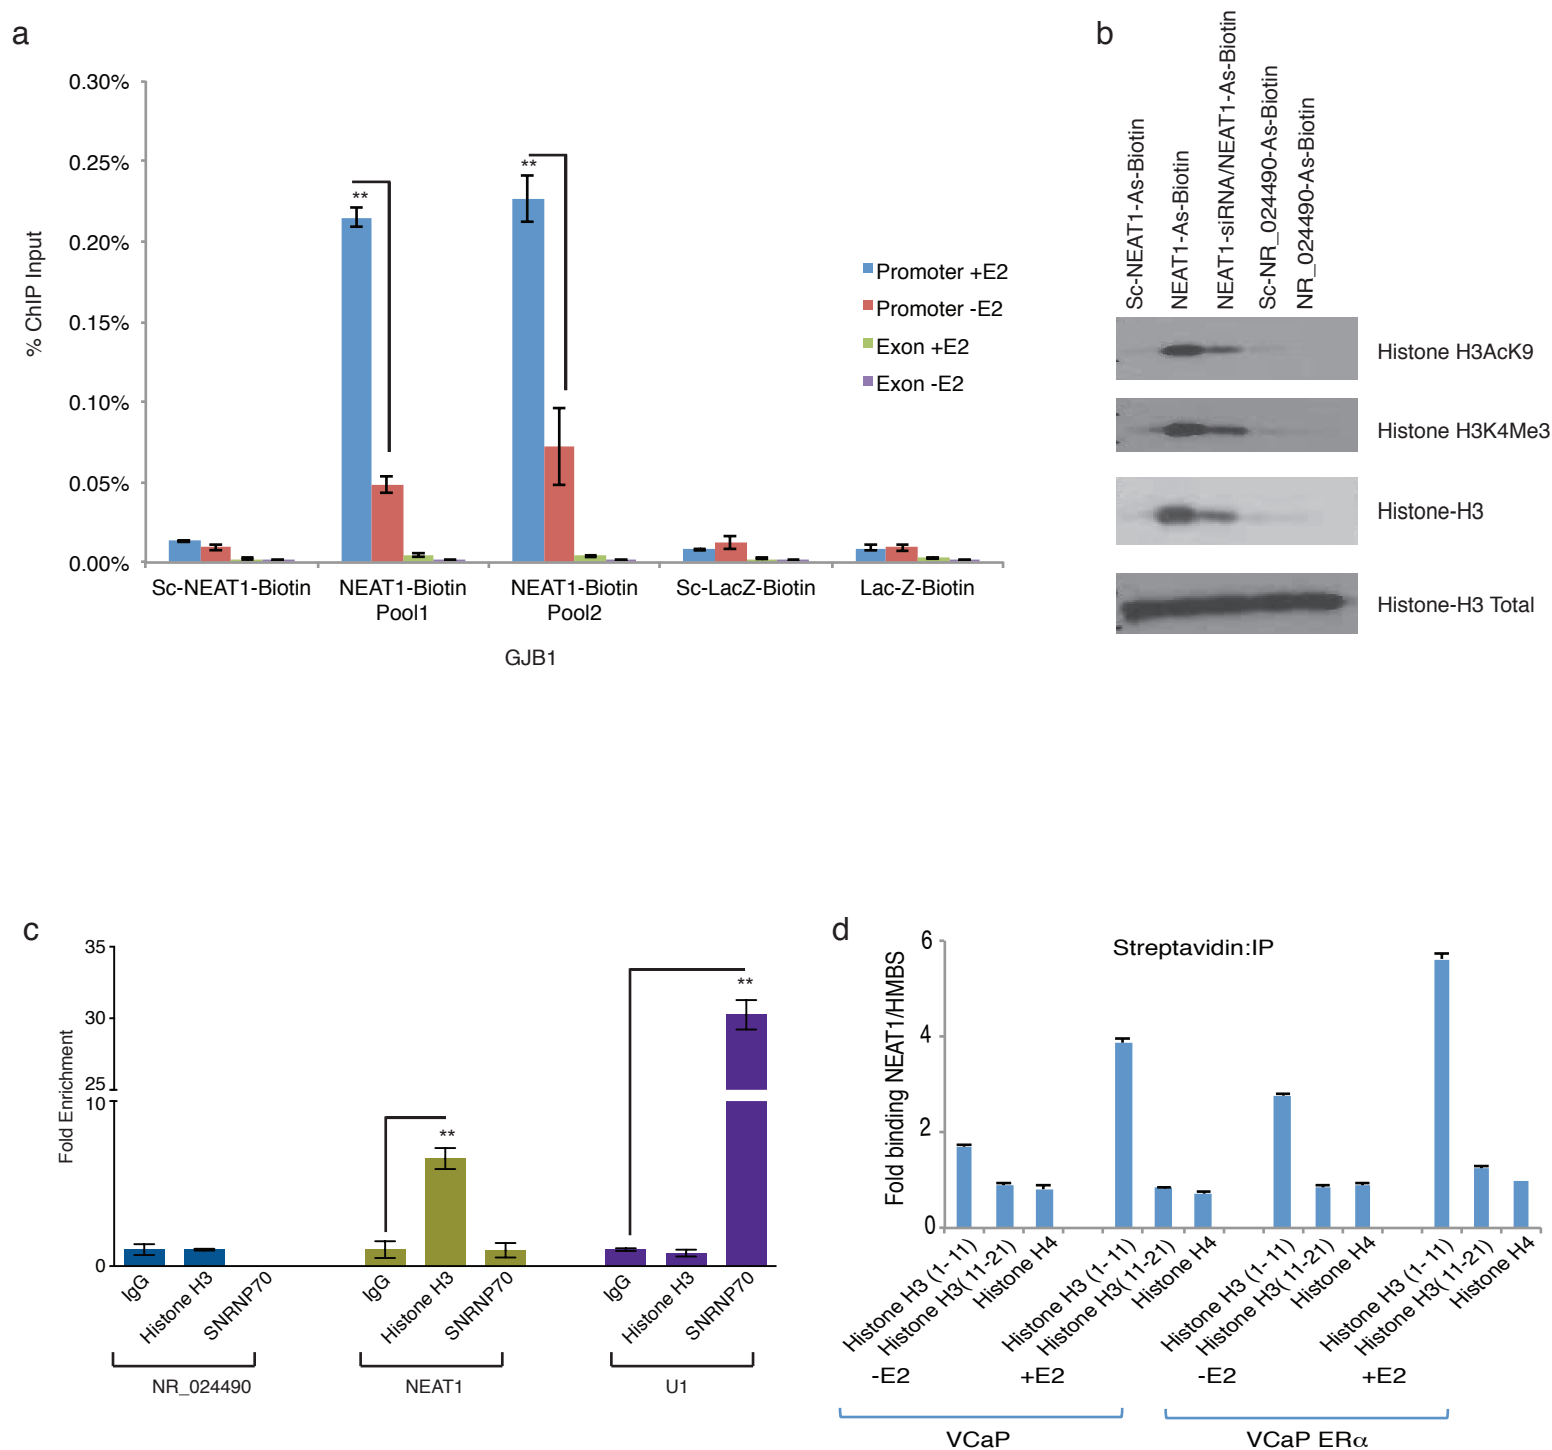 a
0.30%
0.25%
0.20%
0.15%
0.10%
0.05%
0.00%
% ChIP Input
**
**
Promoter +E2
Promoter -E2
Exon +E2
Exon -E2
Sc-NEAT1-Biotin
NEAT1-Biotin
Pool1
NEAT1-Biotin
Pool2
Sc-LacZ-Biotin
Lac-Z-Biotin
GJB1
b
Sc-NEAT1-As-Biotin
NEAT1-As-Biotin
NEAT1-siRNA/NEAT1-As-Biotin
Sc-NR_024490-As-Biotin
NR_024490-As-Biotin
Histone H3AcK9
Histone H3K4Me3
Histone-H3
Histone-H3 Total
c
35
30
25
10
0
Fold Enrichment
**
**
IgG
Histone H3
SNRNP70
IgG
Histone H3
SNRNP70
IgG
Histone H3
SNRNP70
NR_024490
NEAT1
U1
d
Streptavidin:IP
6
4
2
0
Fold binding NEAT1/HMBS
Histone H3 (1-11)
Histone H3(11-21)
Histone H4
Histone H3 (1-11)
Histone H3(11-21)
Histone H4
Histone H3 (1-11)
Histone H3(11-21)
Histone H4
Histone H3 (1-11)
Histone H3(11-21)
Histone H4
-E2
+E2
-E2
+E2
VCaP
VCaP ERα